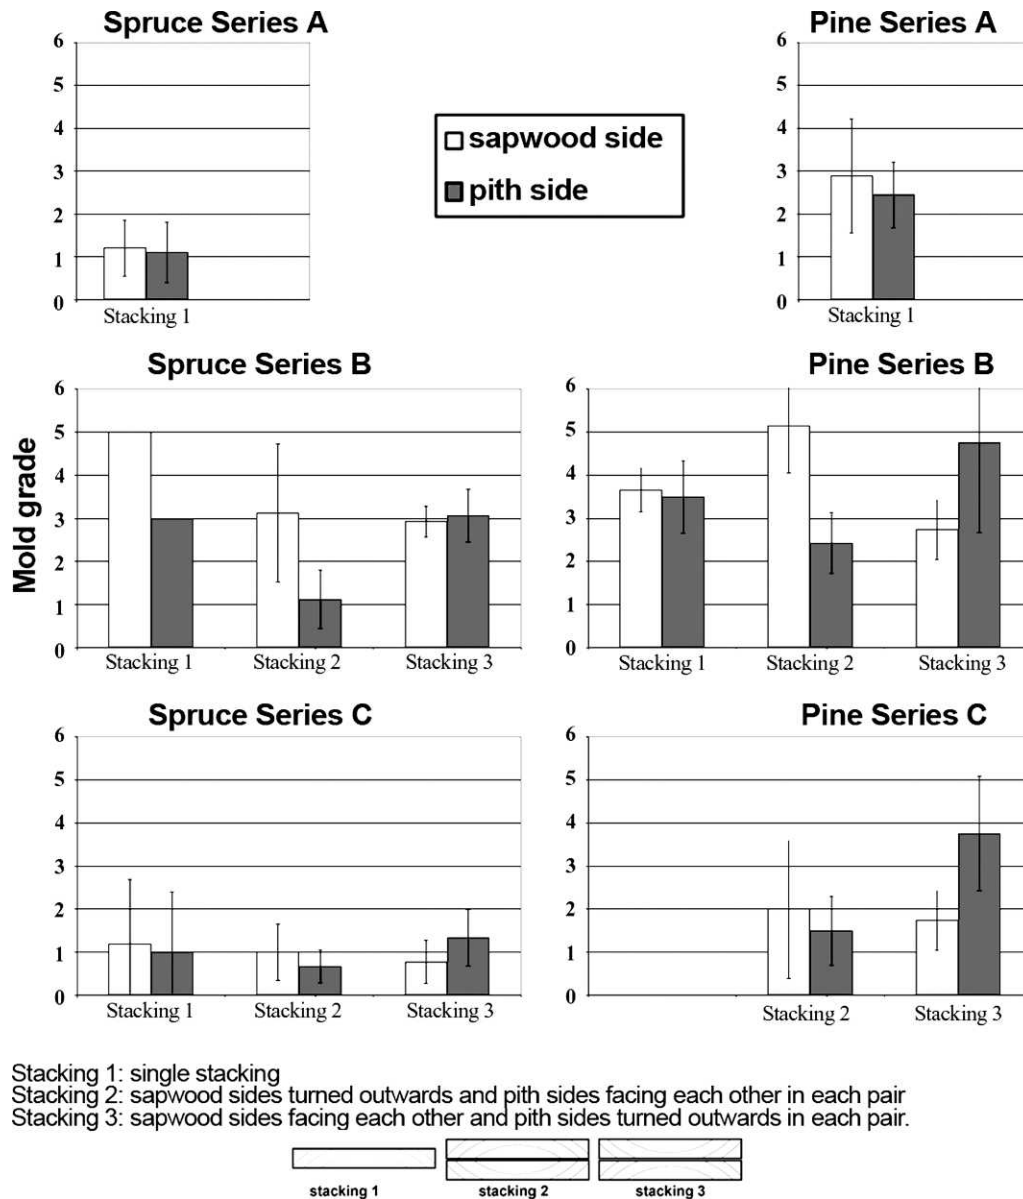 Spruce Series A
6
5
4
3
2
1
0
Stacking 1
sapwood side
pith side
Pine Series A
6
5
4
3
2
1
0
Stacking 1
Mold grade
Spruce Series B
6
5
4
3
2
1
0
Stacking 1 Stacking 2 Stacking 3
Pine Series B
6
5
4
3
2
1
0
Stacking 1 Stacking 2 Stacking 3
Spruce Series C
6
5
4
3
2
1
0
Stacking 1 Stacking 2 Stacking 3
Pine Series C
6
5
4
3
2
1
0
Stacking 2 Stacking 3
Stacking 1: single stacking
Stacking 2: sapwood sides turned outwards and pith sides facing each other in each pair
Stacking 3: sapwood sides facing each other and pith sides turned outwards in each pair.
stacking 1 stacking 2 stacking 3